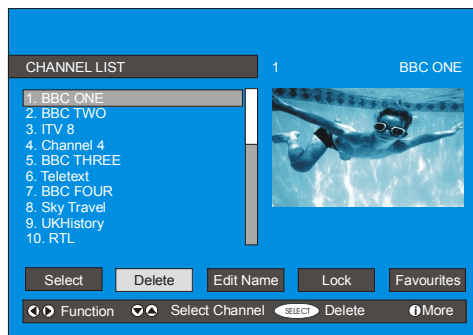 CHANNEL LIST
1 BBC ONE
1. BBC ONE
2. BBC TWO
3. ITV 8
4. Channel 4
5. BBC THREE
6. Teletext
7. BBC FOUR
8. Sky Travel
9. UKHistory
10. RTL
Select Delete Edit Name Lock Favourites
Function Select Channel SELECT Delete i More